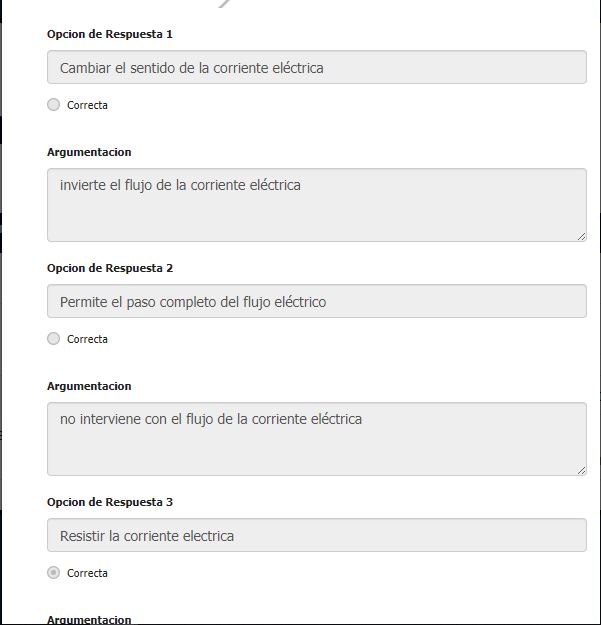 Opcion de Respuesta 1
Cambiar el sentido de la corriente eléctrica
Correcta
Argumentacion
invierte el flujo de la corriente eléctrica
Opcion de Respuesta 2
Permite el paso completo del flujo eléctrico
Correcta
Argumentacion
no interviene con el flujo de la corriente eléctrica
Opcion de Respuesta 3
Resistir la corriente electrica
Correcta
Argumentacion